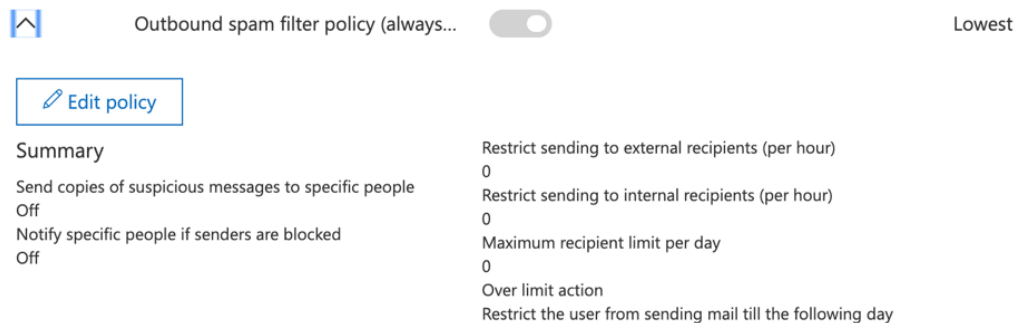 Outbound spam filter policy (always...
Lowest
Edit policy
Summary
Send copies of suspicious messages to specific people
Off
Notify specific people if senders are blocked
Off
Restrict sending to external recipients (per hour)
0
Restrict sending to internal recipients (per hour)
0
Maximum recipient limit per day
0
Over limit action
Restrict the user from sending mail till the following day